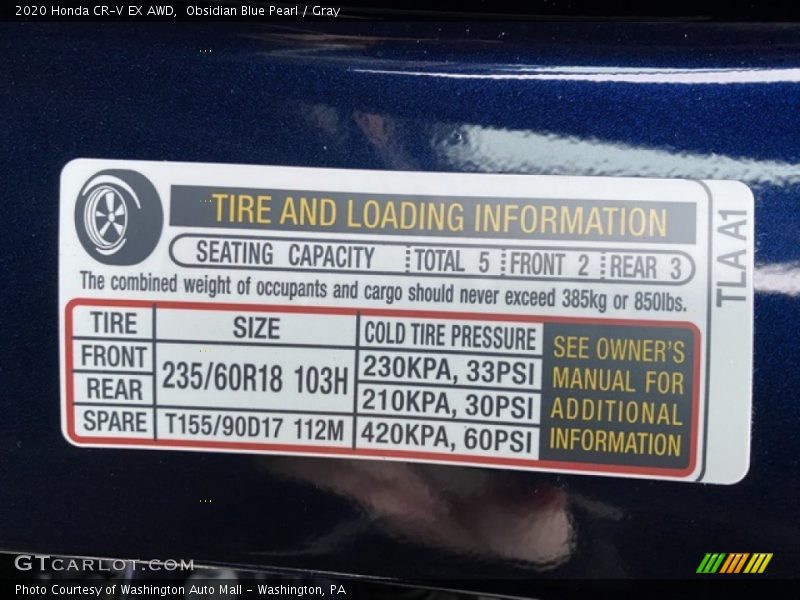 2020 Honda CR-V EX AWD,  Obsidian Blue Pearl / Gray
TIRE AND LOADING INFORMATION
SEATING CAPACITY TOTAL 5 FRONT 2 REAR 3
The combined weight of occupants and cargo should never exceed 385kg or 850lbs.
TIRE SIZE COLD TIRE PRESSURE
FRONT 235/60R18 103H 230KPA, 33PSI
REAR 210KPA, 30PSI
SPARE T155/90D17 112M 420KPA, 60PSI
SEE OWNER'S
MANUAL FOR
ADDITIONAL
INFORMATION
TLA A1
GTCARLOT.COM
Photo Courtesy of Washington Auto Mall - Washington, PA